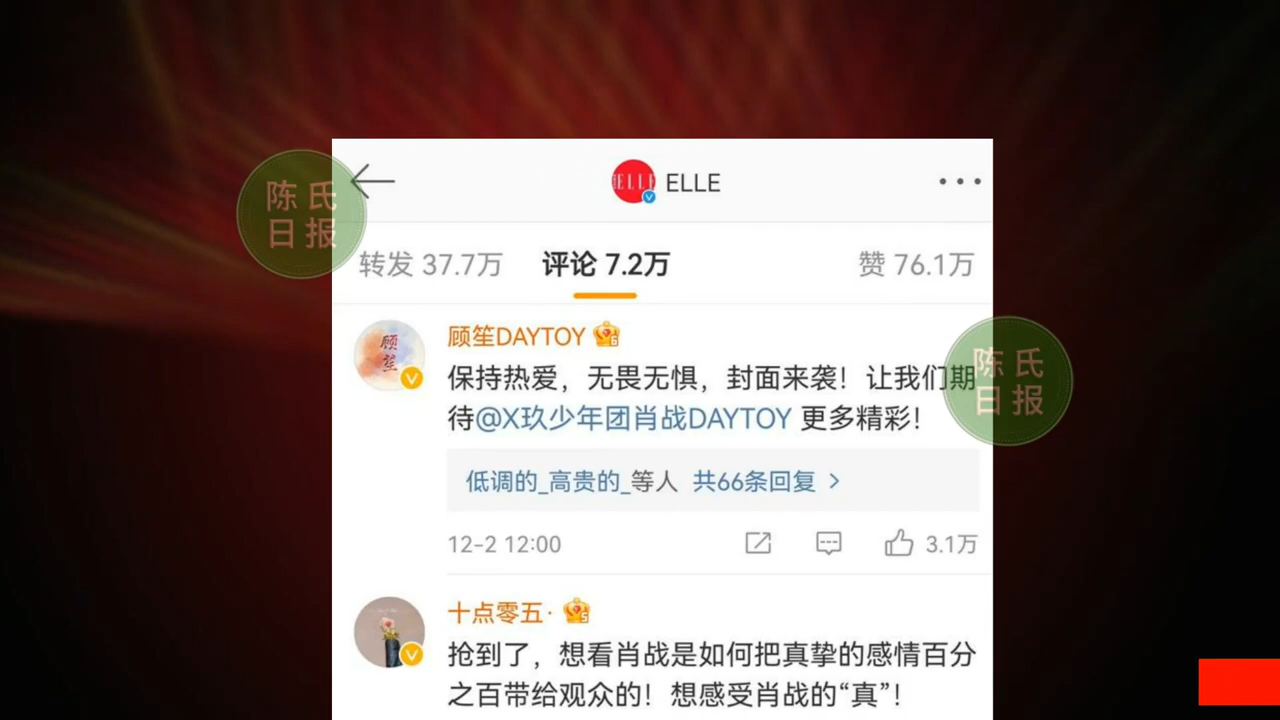 陈氏
日报
ELLE
ELLE
转发 37.7万 评论 7.2万 赞 76.1万
顾笙
顾笙DAYTOY 6
保持热爱，无畏无惧，封面来袭！让我们期
待@X玖少年团肖战DAYTOY 更多精彩！
陈氏
日报
低调的_高贵的_等人 共66条回复 >
12-2 12:00 3.1万
十点零五· 5
抢到了，想看肖战是如何把真挚的感情百分
之百带给观众的！想感受肖战的“真”！